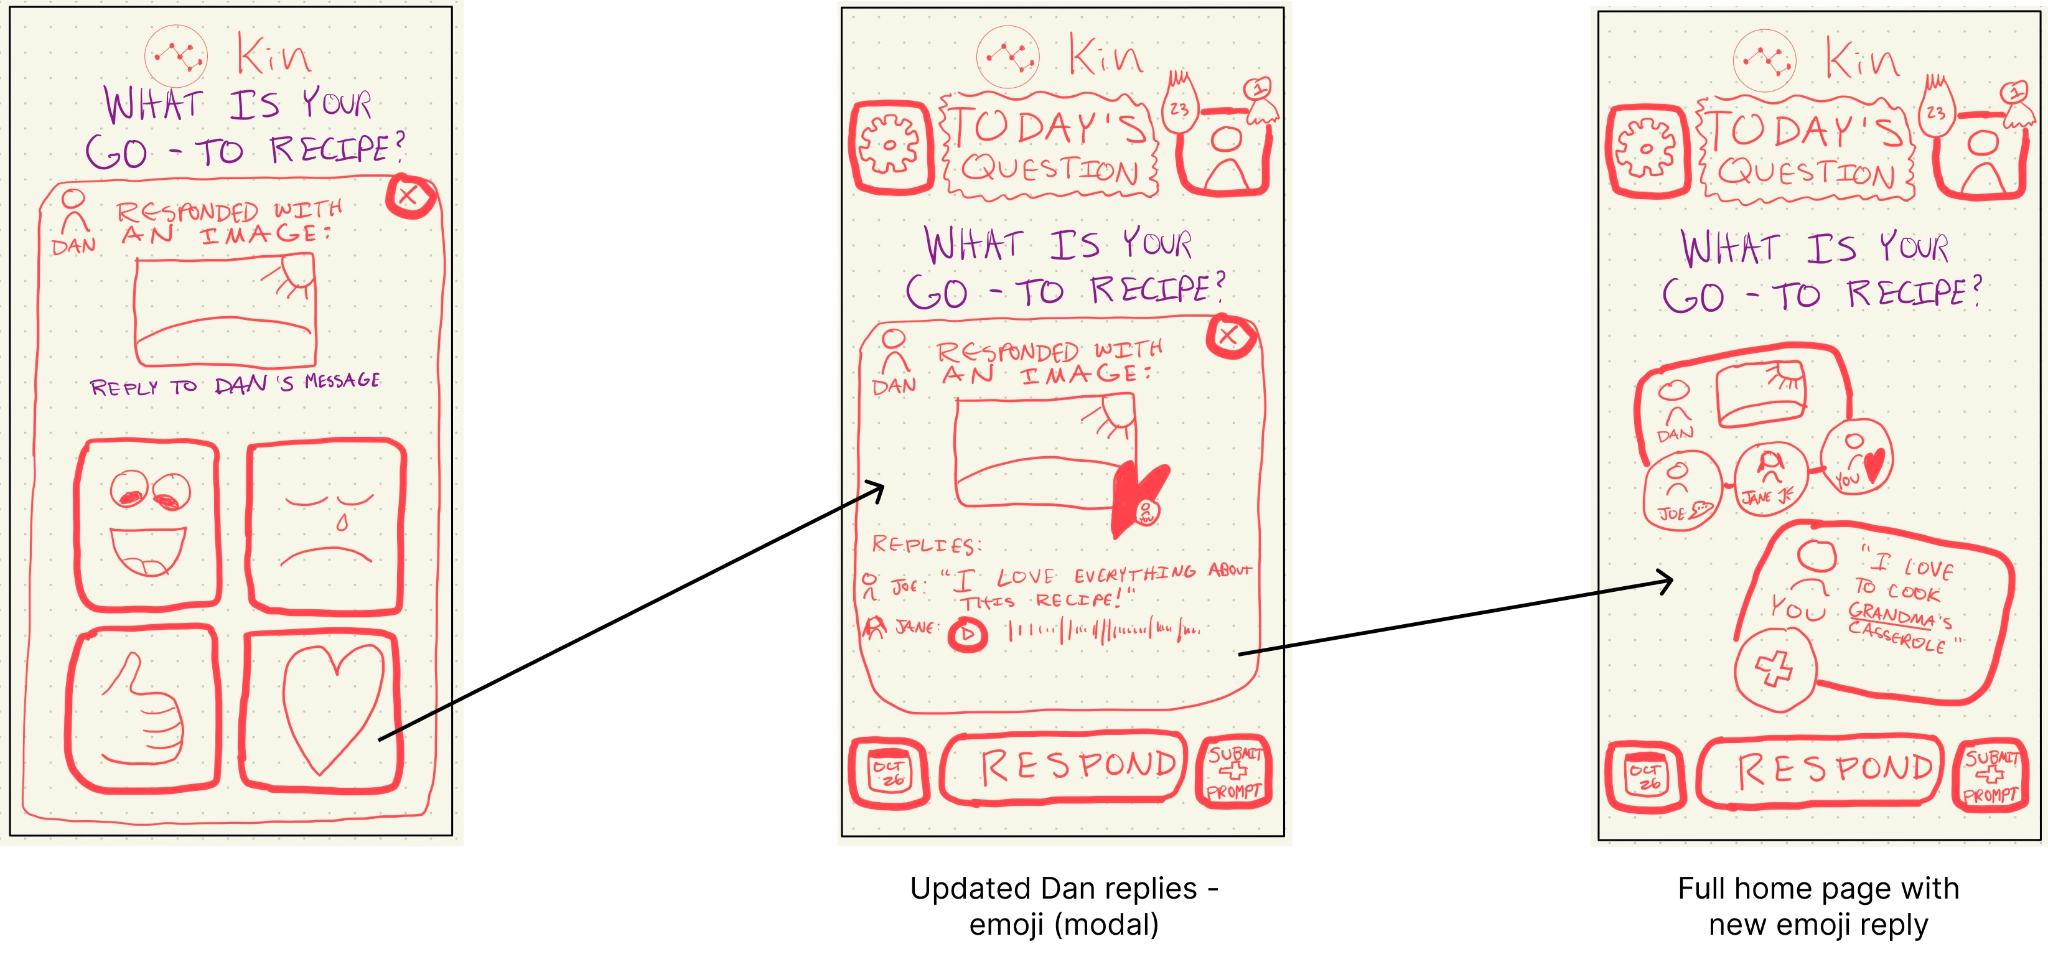 Kin
WHAT IS YOUR
GO - TO RECIPE?
DAN
RESPONDED WITH
AN IMAGE:
REPLY TO DAN'S MESSAGE
Kin
23
1
TODAY'S
QUESTION
WHAT IS YOUR
GO - TO RECIPE?
DAN
RESPONDED WITH
AN IMAGE:
YOU
REPLIES:
JOE: "I LOVE EVERYTHING ABOUT
THIS RECIPE!"
JANE:
OCT
26
RESPOND
SUBMIT
PROMPT
Updated Dan replies -
emoji (modal)
Kin
23
1
TODAY'S
QUESTION
WHAT IS YOUR
GO - TO RECIPE?
DAN
JOE
JANE
YOU
YOU
"I LOVE
TO COOK
GRANDMA'S
CASSEROLE"
OCT
26
RESPOND
SUBMIT
PROMPT
Full home page with
new emoji reply